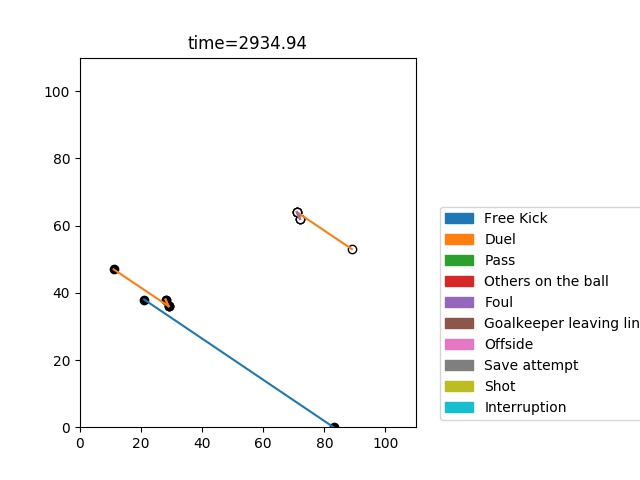 time=2934.94
100
80
60
40
20
0
0 20 40 60 80 100
Free Kick
Duel
Pass
Others on the ball
Foul
Goalkeeper leaving lin
Offside
Save attempt
Shot
Interruption